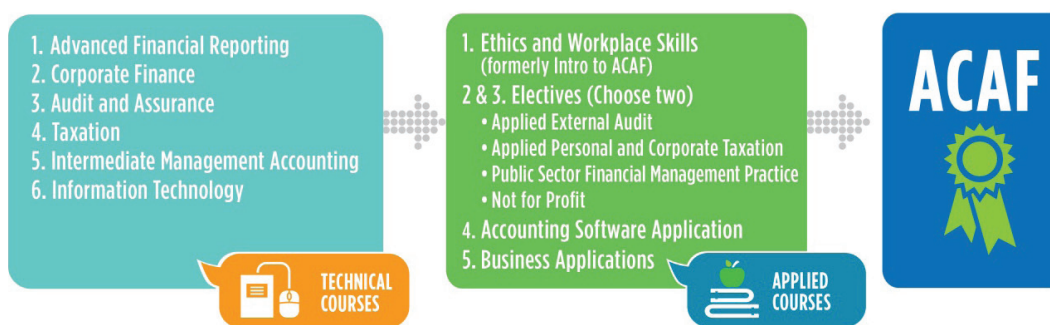 1. Advanced Financial Reporting
2. Corporate Finance
3. Audit and Assurance
4. Taxation
5. Intermediate Management Accounting
6. Information Technology
TECHNICAL
COURSES
1. Ethics and Workplace Skills
(formerly Intro to ACAF)
2 & 3. Electives (Choose two)
• Applied External Audit
• Applied Personal and Corporate Taxation
• Public Sector Financial Management Practice
• Not for Profit
4. Accounting Software Application
5. Business Applications
APPLIED
COURSES
ACAF